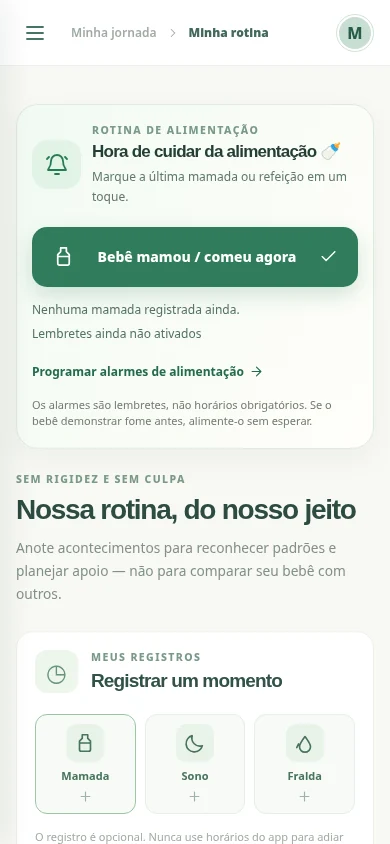 Minha jornada > Minha rotina M
ROTINA DE ALIMENTAÇÃO
Hora de cuidar da alimentação 🍼
Marque a última mamada ou refeição em um
toque.
Bebê mamou / comeu agora
Nenhuma mamada registrada ainda.
Lembretes ainda não ativados
Programar alarmes de alimentação →
Os alarmes são lembretes, não horários obrigatórios. Se o
bebê demonstrar fome antes, alimente-o sem esperar.
SEM RIGIDEZ E SEM CULPA
Nossa rotina, do nosso jeito
Anote acontecimentos para reconhecer padrões e
planejar apoio — não para comparar seu bebê com
outros.
MEUS REGISTROS
Registrar um momento
Mamada Sono Fralda
+ + +
O registro é opcional. Nunca use horários do app para adiar